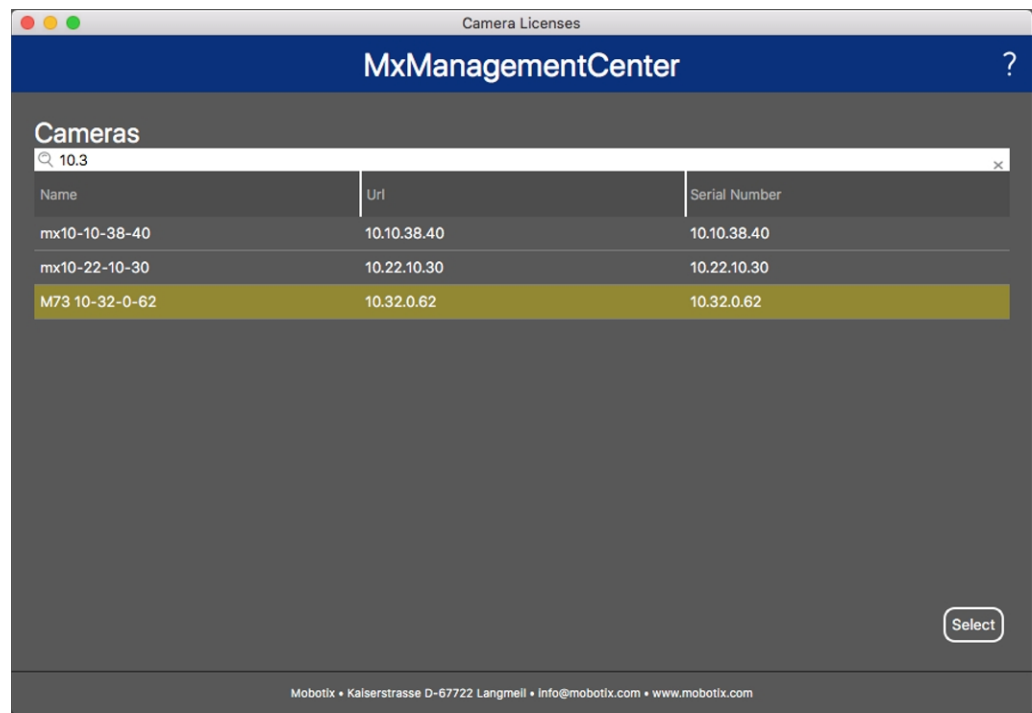 Camera Licenses
MxManagementCenter ?
Cameras
10.3 ×
Name Url Serial Number
mx10-10-38-40 10.10.38.40 10.10.38.40
mx10-22-10-30 10.22.10.30 10.22.10.30
M73 10-32-0-62 10.32.0.62 10.32.0.62
Select
Mobotix • Kaiserstrasse D-67722 Langmeil • info@mobotix.com • www.mobotix.com